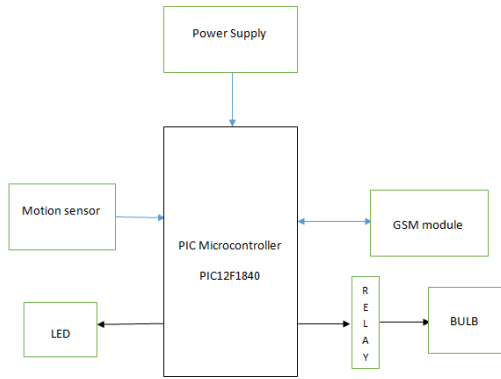 Power Supply
Motion sensor
PIC Microcontroller
PIC12F1840
GSM module
LED
R
E
L
A
Y
BULB